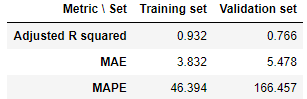 Metric \ Set Training set Validation set
Adjusted R squared 0.932 0.766
MAE 3.832 5.478
MAPE 46.394 166.457